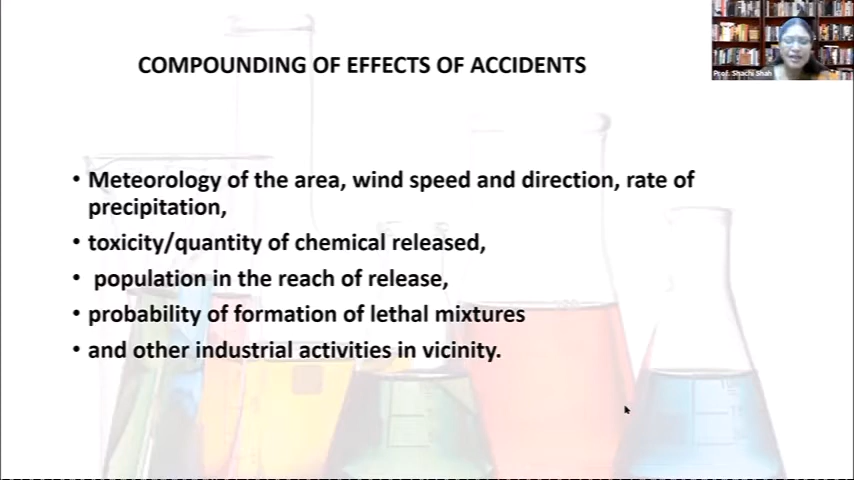 COMPOUNDING OF EFFECTS OF ACCIDENTS
Prof. Shachi Shah
• Meteorology of the area, wind speed and direction, rate of
precipitation,
• toxicity/quantity of chemical released,
• population in the reach of release,
• probability of formation of lethal mixtures
• and other industrial activities in vicinity.